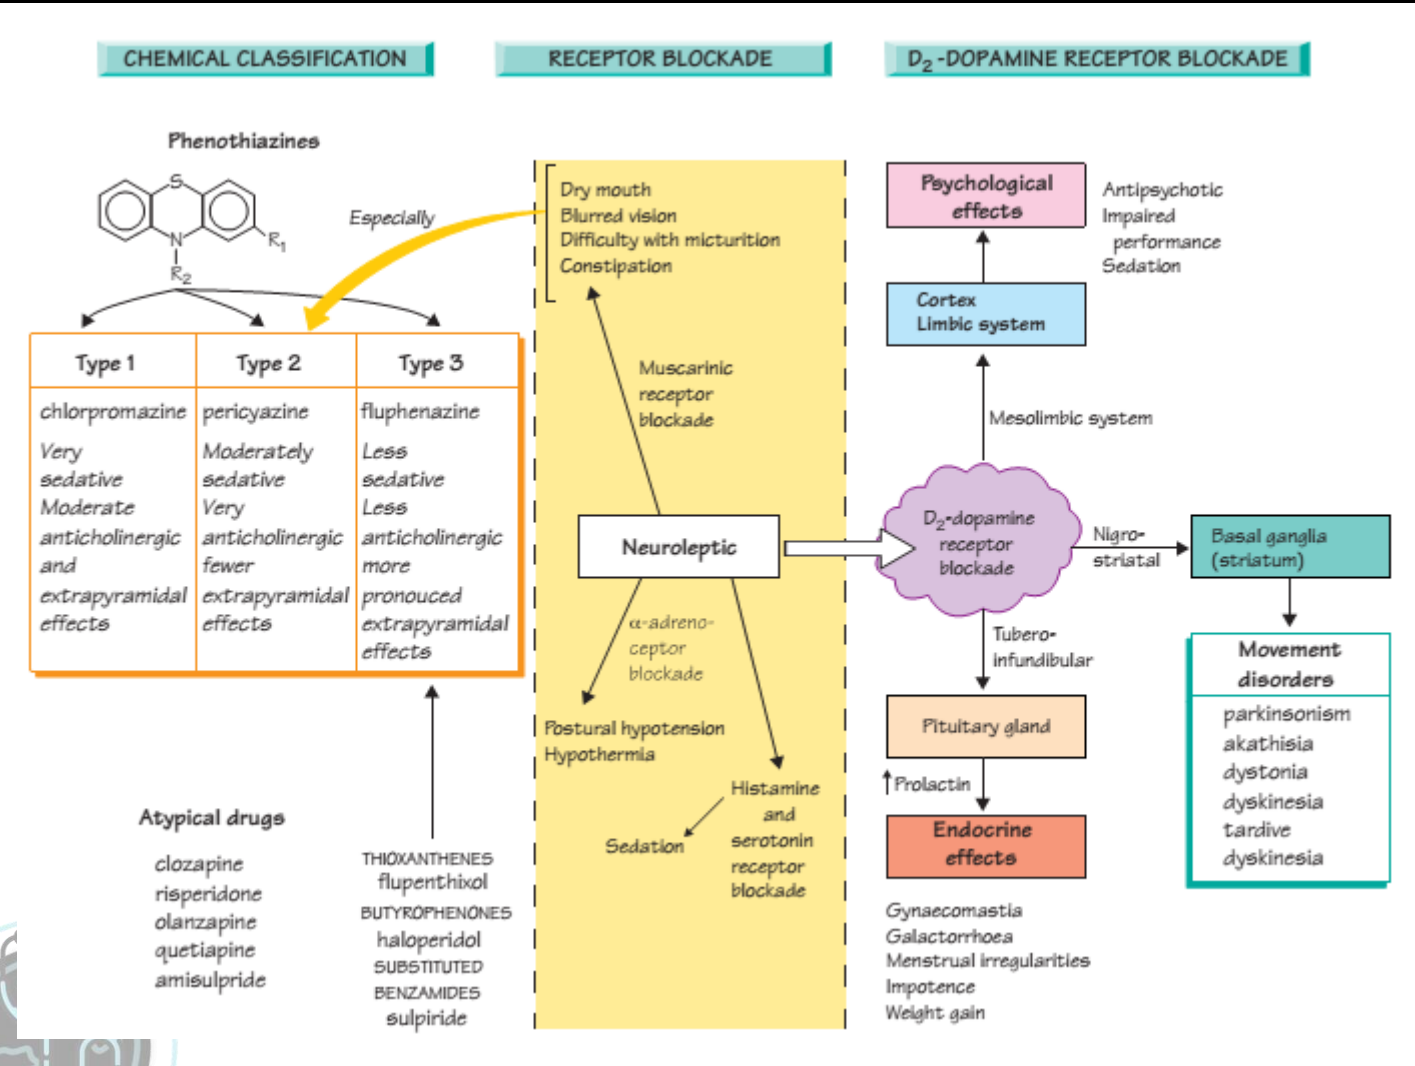 CHEMICAL CLASSIFICATION
RECEPTOR BLOCKADE
D2-DOPAMINE RECEPTOR BLOCKADE
Phenothiazines
S
N
R1
R2
Especially
Type 1
chlorpromazine
Very
sedative
Moderate
anticholinergic
and
extrapyramidal
effects
Type 2
pericyazine
Moderately
sedative
Very
anticholinergic
fewer
extrapyramidal
effects
Type 3
fluphenazine
Less
sedative
Less
anticholinergic
more
pronouced
extrapyramidal
effects
Atypical drugs
clozapine
risperidone
olanzapine
quetiapine
amisulpride
THIOXANTHENES
flupenthixol
BUTYROPHENONES
haloperidol
SUBSTITUTED
BENZAMIDES
sulpiride
Dry mouth
Blurred vision
Difficulty with micturition
Constipation
Muscarinic
receptor
blockade
Neuroleptic
α-adreno-
ceptor
blockade
Postural hypotension
Hypothermia
Histamine
and
serotonin
receptor
blockade
Sedation
Psychological
effects
Antipsychotic
Impaired
performance
Sedation
Cortex
Limbic system
Mesolimbic system
D2-dopamine
receptor
blockade
Nigro-
striatal
Basal ganglia
(striatum)
Movement
disorders
parkinsonism
akathisia
dystonia
dyskinesia
tardive
dyskinesia
Tubero-
infundibular
Pituitary gland
↑Prolactin
Endocrine
effects
Gynaecomastia
Galactorrhoea
Menstrual irregularities
Impotence
Weight gain